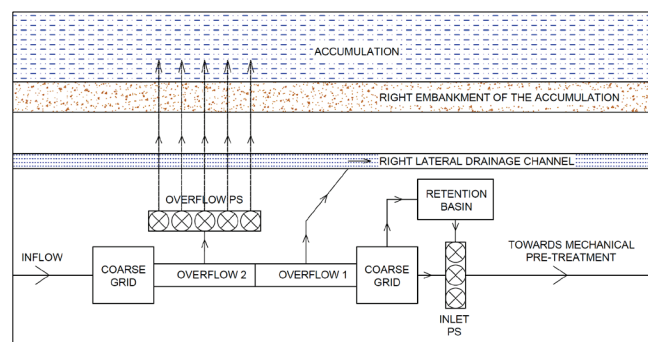 ACCUMULATION
RIGHT EMBANKMENT OF THE ACCUMULATION
RIGHT LATERAL DRAINAGE CHANNEL
OVERFLOW PS
RETENTION
BASIN
INFLOW
TOWARDS MECHANICAL
PRE-TREATMENT
COARSE
GRID
OVERFLOW 2
OVERFLOW 1
COARSE
GRID
INLET
PS